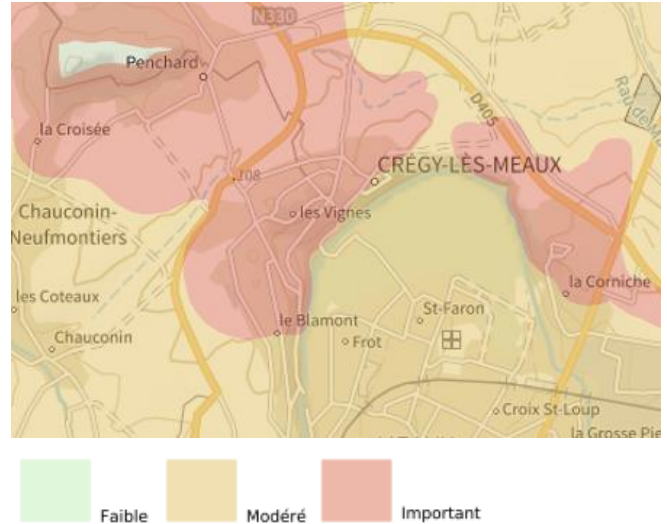 N330
Penchard
D405
la Croisée
CRÉGY-LÈS-MEAUX
108
Chauconin-
Neufmontiers
les Vignes
la Corniche
les Coteaux
St-Faron
le Blamont
Chauconin
Frot
Croix St-Loup
la Grosse Pie
Faible
Modéré
Important